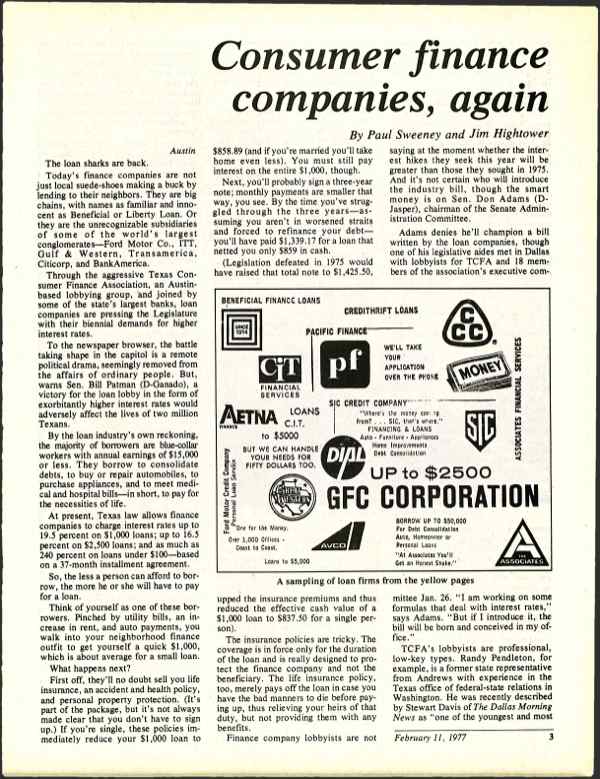 Consumer finance
companies, again
By Paul Sweeney and Jim Hightower
Austin
The loan sharks are back.
Today's finance companies are not
just local suede-shoes making a buck by
lending to their neighbors. They are big
chains, with names as familiar and inno-
cent as Beneficial or Liberty Loan. Or
they are the unrecognizable subsidiaries
of some of the world's largest
conglomerates—Ford Motor Co., ITT,
Gulf & Western, Transamerica,
Citicorp, and BankAmerica.
Through the aggressive Texas Con-
sumer Finance Association, an Austin-
based lobbying group, and joined by
some of the state's largest banks, loan
companies are pressing the Legislature
with their biennial demands for higher
interest rates.
To the newspaper browser, the battle
taking shape in the capitol is a remote
political drama, seemingly removed from
the affairs of ordinary people. But,
warns Sen. Bill Patman (D-Ganado), a
victory for the loan lobby in the form of
exorbitantly higher interest rates would
adversely affect the lives of two million
Texans.
By the loan industry's own reckoning,
the majority of borrowers are blue-collar
workers with annual earnings of $15,000
or less. They borrow to consolidate
debts, to buy or repair automobiles, to
purchase appliances, and to meet medi-
cal and hospital bills—in short, to pay for
the necessities of life.
At present, Texas law allows finance
companies to charge interest rates up to
19.5 percent on $1,000 loans; up to 16.5
percent on $2,500 loans; and as much as
240 percent on loans under $100—based
on a 37-month installment agreement.
So, the less a person can afford to bor-
row, the more he or she will have to pay
for a loan.
Think of yourself as one of these bor-
rowers. Pinched by utility bills, an in-
crease in rent, and auto payments, you
walk into your neighborhood finance
outfit to get yourself a quick $1,000,
which is about average for a small loan.
What happens next?
First off, they'll no doubt sell you life
insurance, an accident and health policy,
and personal property protection. (It's
part of the package, but it's not always
made clear that you don't have to sign
up.) If you're single, these policies im-
mediately reduce your $1,000 loan to
$858.89 (and if you're married you'll take
home even less). You must still pay
interest on the entire $1,000, though.
Next, you'll probably sign a three-year
note; monthly payments are smaller that
way, you see. By the time you've strug-
gled through the three years—as-
suming you aren't in worsened straits
and forced to refinance your debt—
you'll have paid $1,339.17 for a loan that
netted you only $859 in cash.
(Legislation defeated in 1975 would
have raised that total note to $1,425.50,
saying at the moment whether the inter-
est hikes they seek this year will be
greater than those they sought in 1975.
And it's not certain who will introduce
the industry bill, though the smart
money is on Sen. Don Adams (D-
Jasper), chairman of the Senate Admin-
istration Committee.
Adams denies he'll champion a bill
written by the loan companies, though
one of his legislative aides met in Dallas
with lobbyists for TCFA and 18 mem-
bers of the association's executive com-
BENEFICIAL FINANCE LOANS
SINCE
1914
CREDITHRIFT LOANS
CCC
PACIFIC FINANCE
CIT
FINANCIAL
SERVICES
pf
WE'LL TAKE
YOUR
APPLICATION
OVER THE PHONE
MONEY
ASSOCIATES FINANCIAL SERVICES
AETNA
FINANCE
LOANS
C.I.T.
to $5000
SIC CREDIT COMPANY
"Where's the money coming
from? . . . SIC, that's where."
FINANCING & LOANS
Auto - Furniture - Appliances
Home Improvements
Debt Consolidation
SIC
BUT WE CAN HANDLE
YOUR NEEDS FOR
FIFTY DOLLARS TOO.
DIAL
UP to $2500
GFC CORPORATION
Ford Motor Credit Company
Personal Loan Service
One for the Money.
Over 1,000 Offices -
Coast to Coast.
Loans to $5,000
AVCO
BORROW UP TO $50,000
For Debt Consolidation
Auto, Homeowner or
Personal Loans
"At Associates You'll
Get an Honest Shake."
THE
ASSOCIATES
A sampling of loan firms from the yellow pages
upped the insurance premiums and thus
reduced the effective cash value of a
$1,000 loan to $837.50 for a single per-
son).
The insurance policies are tricky. The
coverage is in force only for the duration
of the loan and is really designed to pro-
tect the finance company and not the
beneficiary. The life insurance policy,
too, merely pays off the loan in case you
have the bad manners to die before pay-
ing up, thus relieving your heirs of that
duty, but not providing them with any
benefits.
Finance company lobbyists are not
mittee Jan. 26. "I am working on some
formulas that deal with interest rates,"
says Adams. "But if I introduce it, the
bill will be born and conceived in my of-
fice."
TCFA's lobbyists are professional,
low-key types. Randy Pendleton, for
example, is a former state representative
from Andrews with experience in the
Texas office of federal-state relations in
Washington. He was recently described
by Stewart Davis of The Dallas Morning
News as "one of the youngest and most
February 11, 1977
3